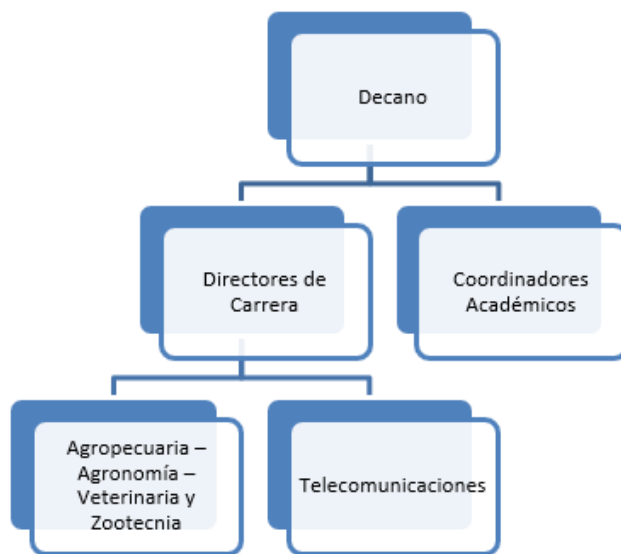 Decano
Directores de
Carrera
Coordinadores
Académicos
Agropecuaria –
Agronomía –
Veterinaria y
Zootecnia
Telecomunicaciones